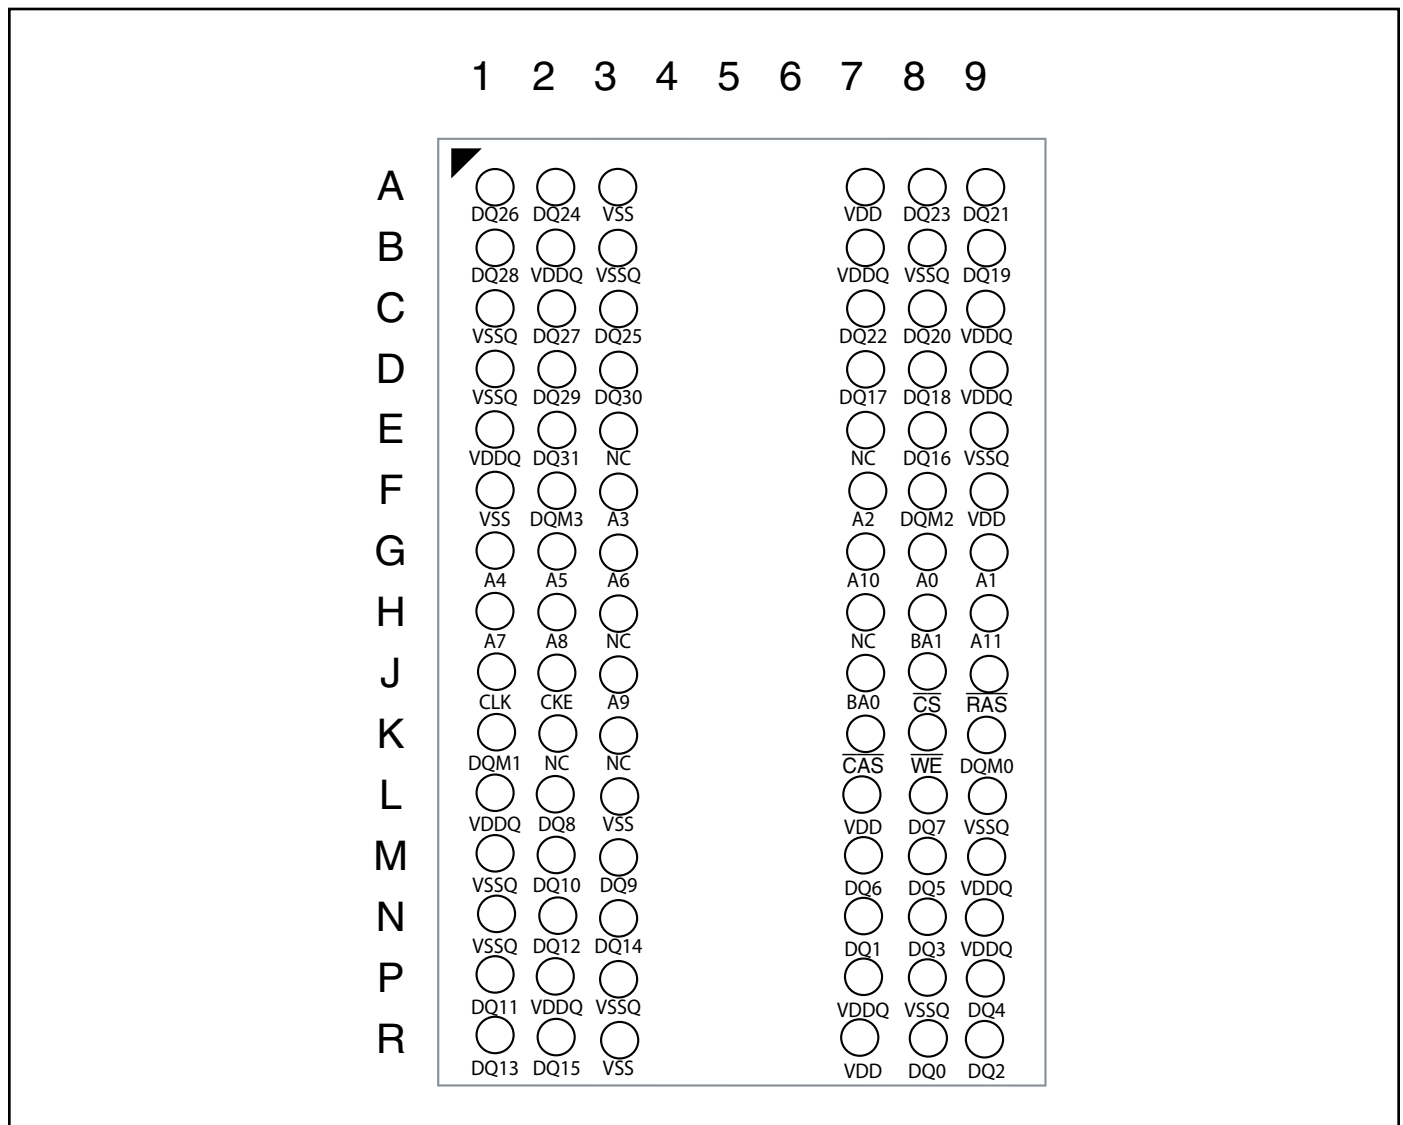 1 2 3 4 5 6 7 8 9
A
DQ26 DQ24 VSS VDD DQ23 DQ21
B
DQ28 VDDQ VSSQ VDDQ VSSQ DQ19
C
VSSQ DQ27 DQ25 DQ22 DQ20 VDDQ
D
VSSQ DQ29 DQ30 DQ17 DQ18 VDDQ
E
VDDQ DQ31 NC NC DQ16 VSSQ
F
VSS DQM3 A3 A2 DQM2 VDD
G
A4 A5 A6 A10 A0 A1
H
A7 A8 NC NC BA1 A11
J
CLK CKE A9 BA0 C̅S̅ R̅A̅S̅
K
DQM1 NC NC C̅A̅S̅ W̅E̅ DQM0
L
VDDQ DQ8 VSS VDD DQ7 VSSQ
M
VSSQ DQ10 DQ9 DQ6 DQ5 VDDQ
N
VSSQ DQ12 DQ14 DQ1 DQ3 VDDQ
P
DQ11 VDDQ VSSQ VDDQ VSSQ DQ4
R
DQ13 DQ15 VSS VDD DQ0 DQ2